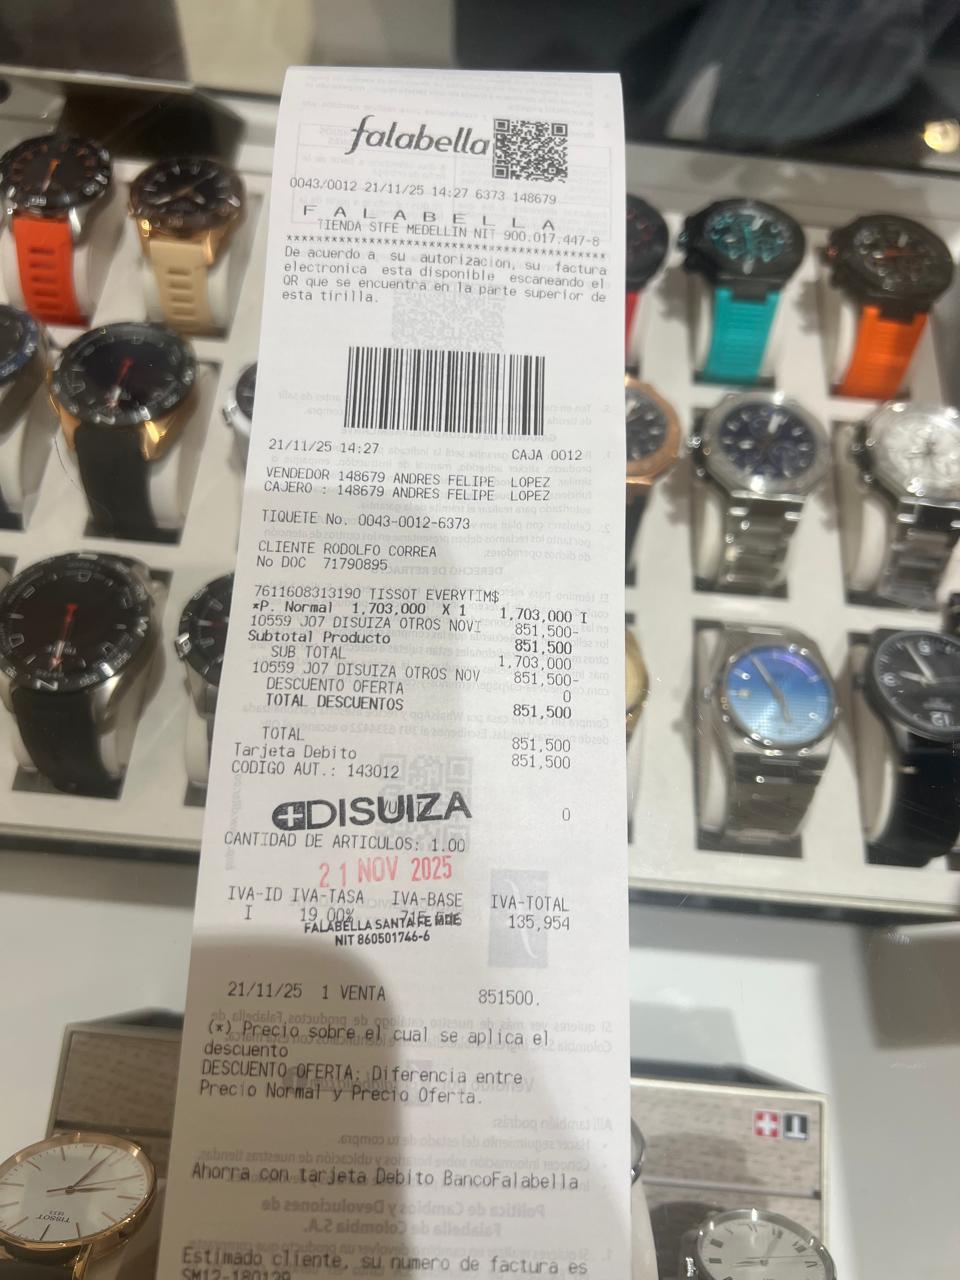 falabella
0043/0012 21/11/25 14:27 6373 148679
F A L A B E L L A
TIENDA STFE MEDELLIN NIT 900.017.447-8
****************************************
De acuerdo a su autorizacion, su factura
electronica esta disponible escaneando el
QR que se encuentra en la parte superior de
esta tirilla.
21/11/25 14:27 CAJA 0012
VENDEDOR 148679 ANDRES FELIPE LOPEZ
CAJERO : 148679 ANDRES FELIPE LOPEZ
TIQUETE No. 0043-0012-6373
CLIENTE RODOLFO CORREA
No DOC 71790895
7611608313190 TISSOT EVERYTIM$
*P. Normal 1,703,000 X 1 1,703,000 I
10559 J07 DISUIZA OTROS NOVI 851,500-
Subtotal Producto 851,500
SUB TOTAL 1,703,000
10559 J07 DISUIZA OTROS NOV 851,500-
DESCUENTO OFERTA 0
TOTAL DESCUENTOS 851,500
TOTAL 851,500
Tarjeta Debito 851,500
CODIGO AUT.: 143012
DISUIZA 0
CANTIDAD DE ARTICULOS: 1.00
21 NOV 2025
IVA-ID IVA-TASA IVA-BASE IVA-TOTAL
I 19.00% 135,954
FALABELLA SANTA FE MDE
NIT 860501746-6
21/11/25 1 VENTA 851500.
(*) Precio sobre el cual se aplica el
descuento
DESCUENTO OFERTA: Diferencia entre
Precio Normal y Precio Oferta.
Ahorra con tarjeta Debito BancoFalabella
Estimado cliente, su numero de factura es
SM12-180129
TISSOT